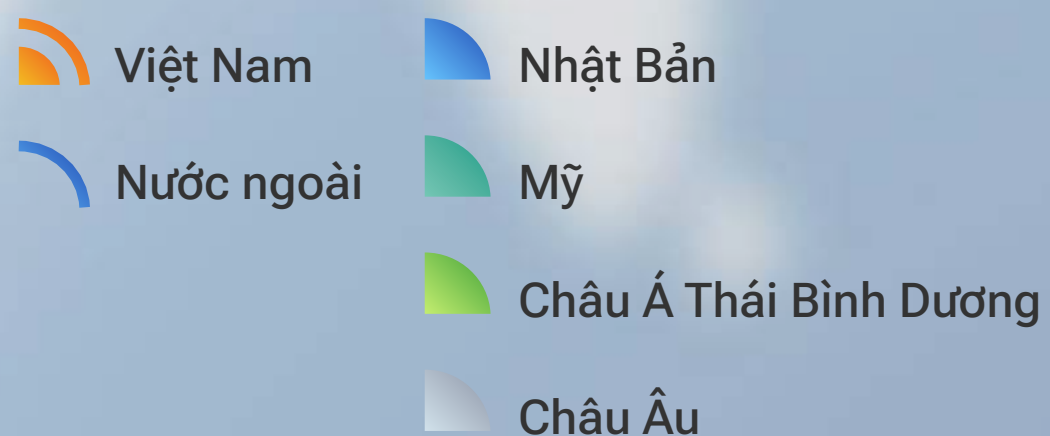 Việt Nam
Nước ngoài
Nhật Bản
Mỹ
Châu Á Thái Bình Dương
Châu Âu